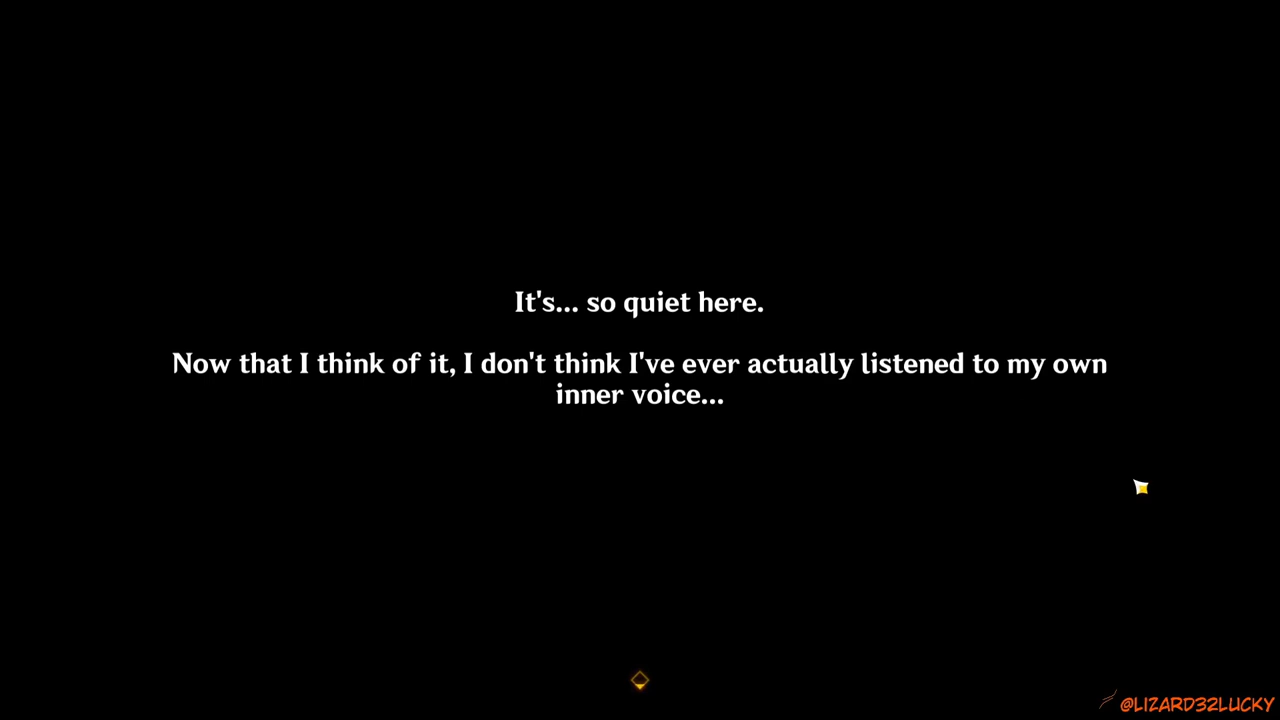 It's... so quiet here.
Now that I think of it, I don't think I've ever actually listened to my own
inner voice...
@LIZARD32LUCKY